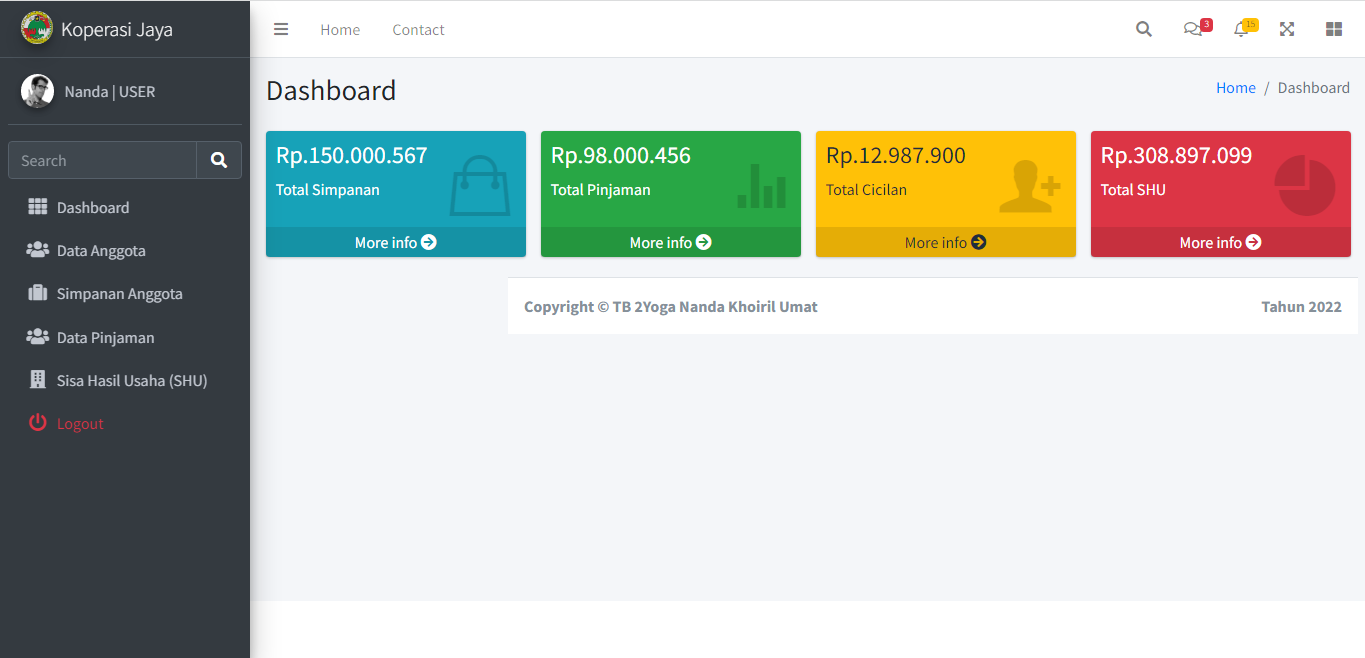 Koperasi Jaya
Home
Contact
3
15
Nanda | USER
Dashboard
Home / Dashboard
Search
Dashboard
Data Anggota
Simpanan Anggota
Data Pinjaman
Sisa Hasil Usaha (SHU)
Logout
Rp.150.000.567
Total Simpanan
More info
Rp.98.000.456
Total Pinjaman
More info
Rp.12.987.900
Total Cicilan
More info
Rp.308.897.099
Total SHU
More info
Copyright © TB 2Yoga Nanda Khoiril Umat
Tahun 2022